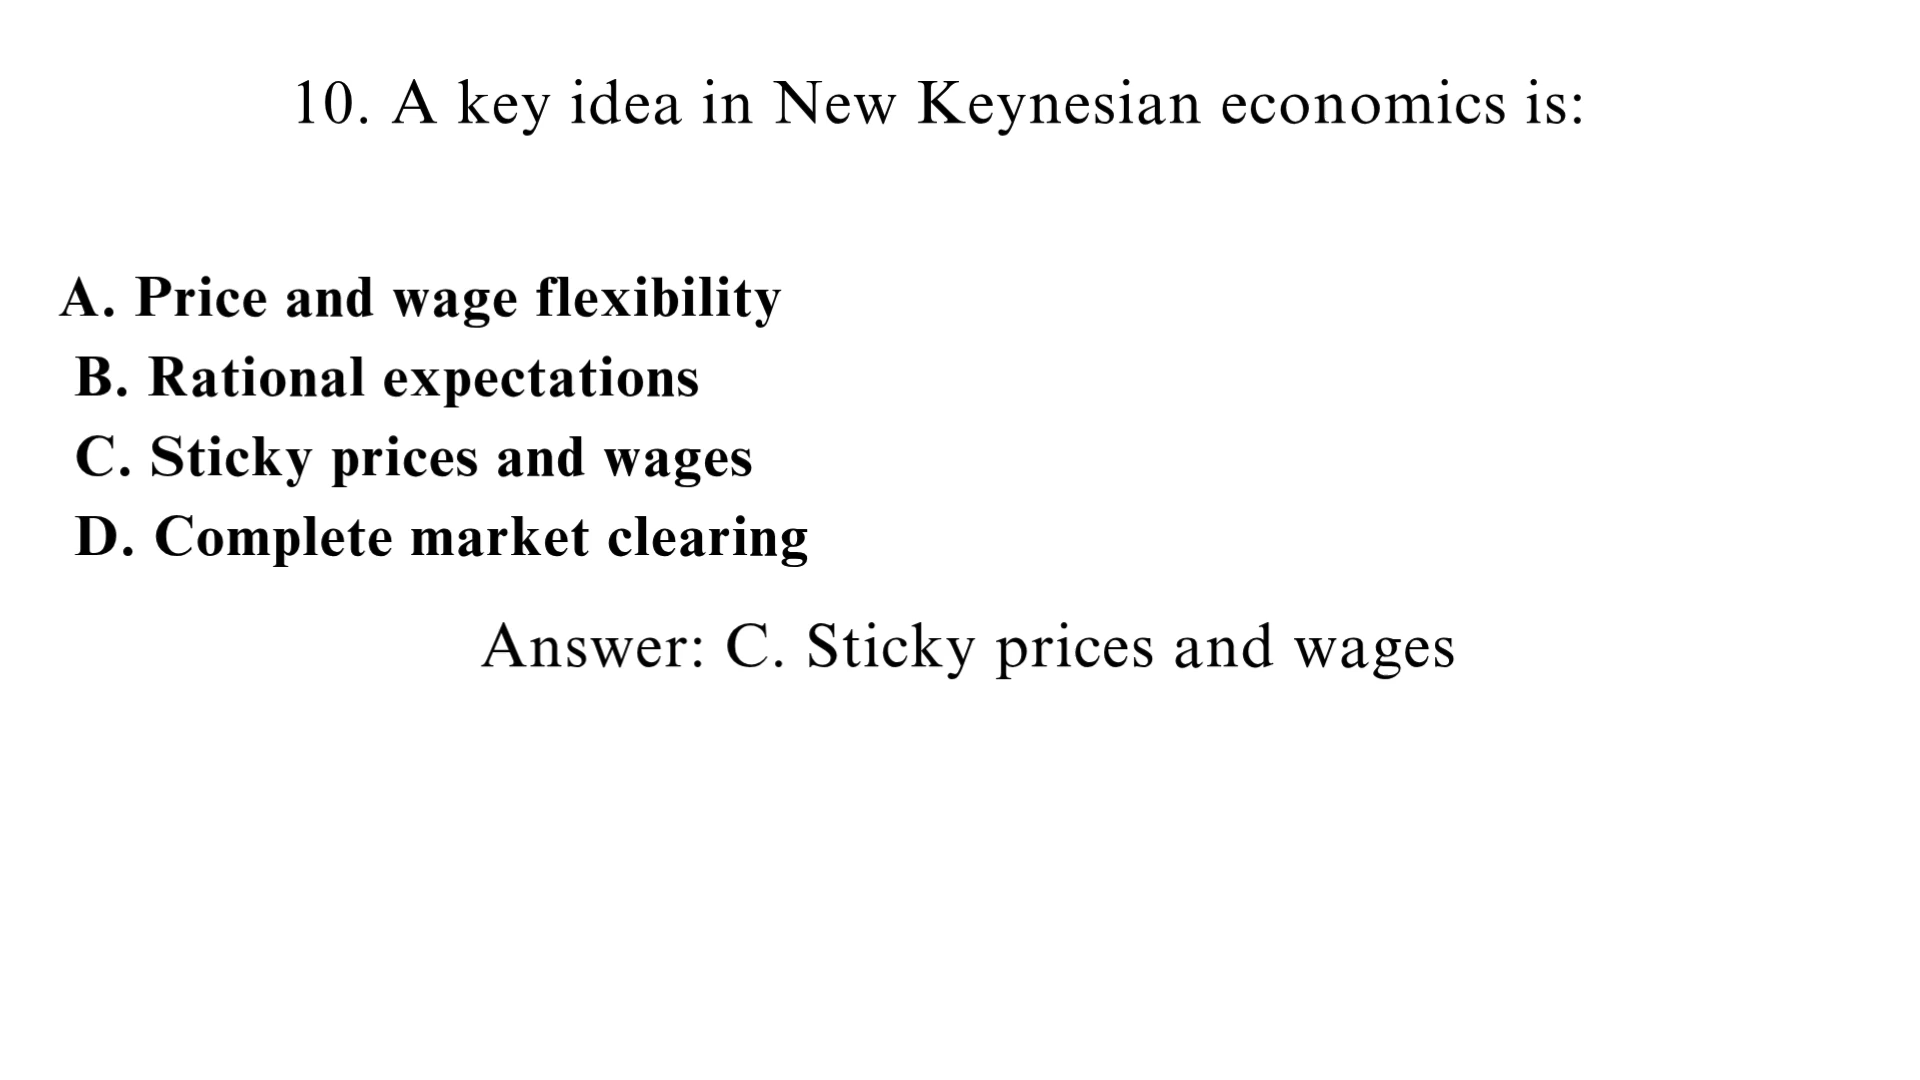 10. A key idea in New Keynesian economics is:
A. Price and wage flexibility
B. Rational expectations
C. Sticky prices and wages
D. Complete market clearing
Answer: C. Sticky prices and wages